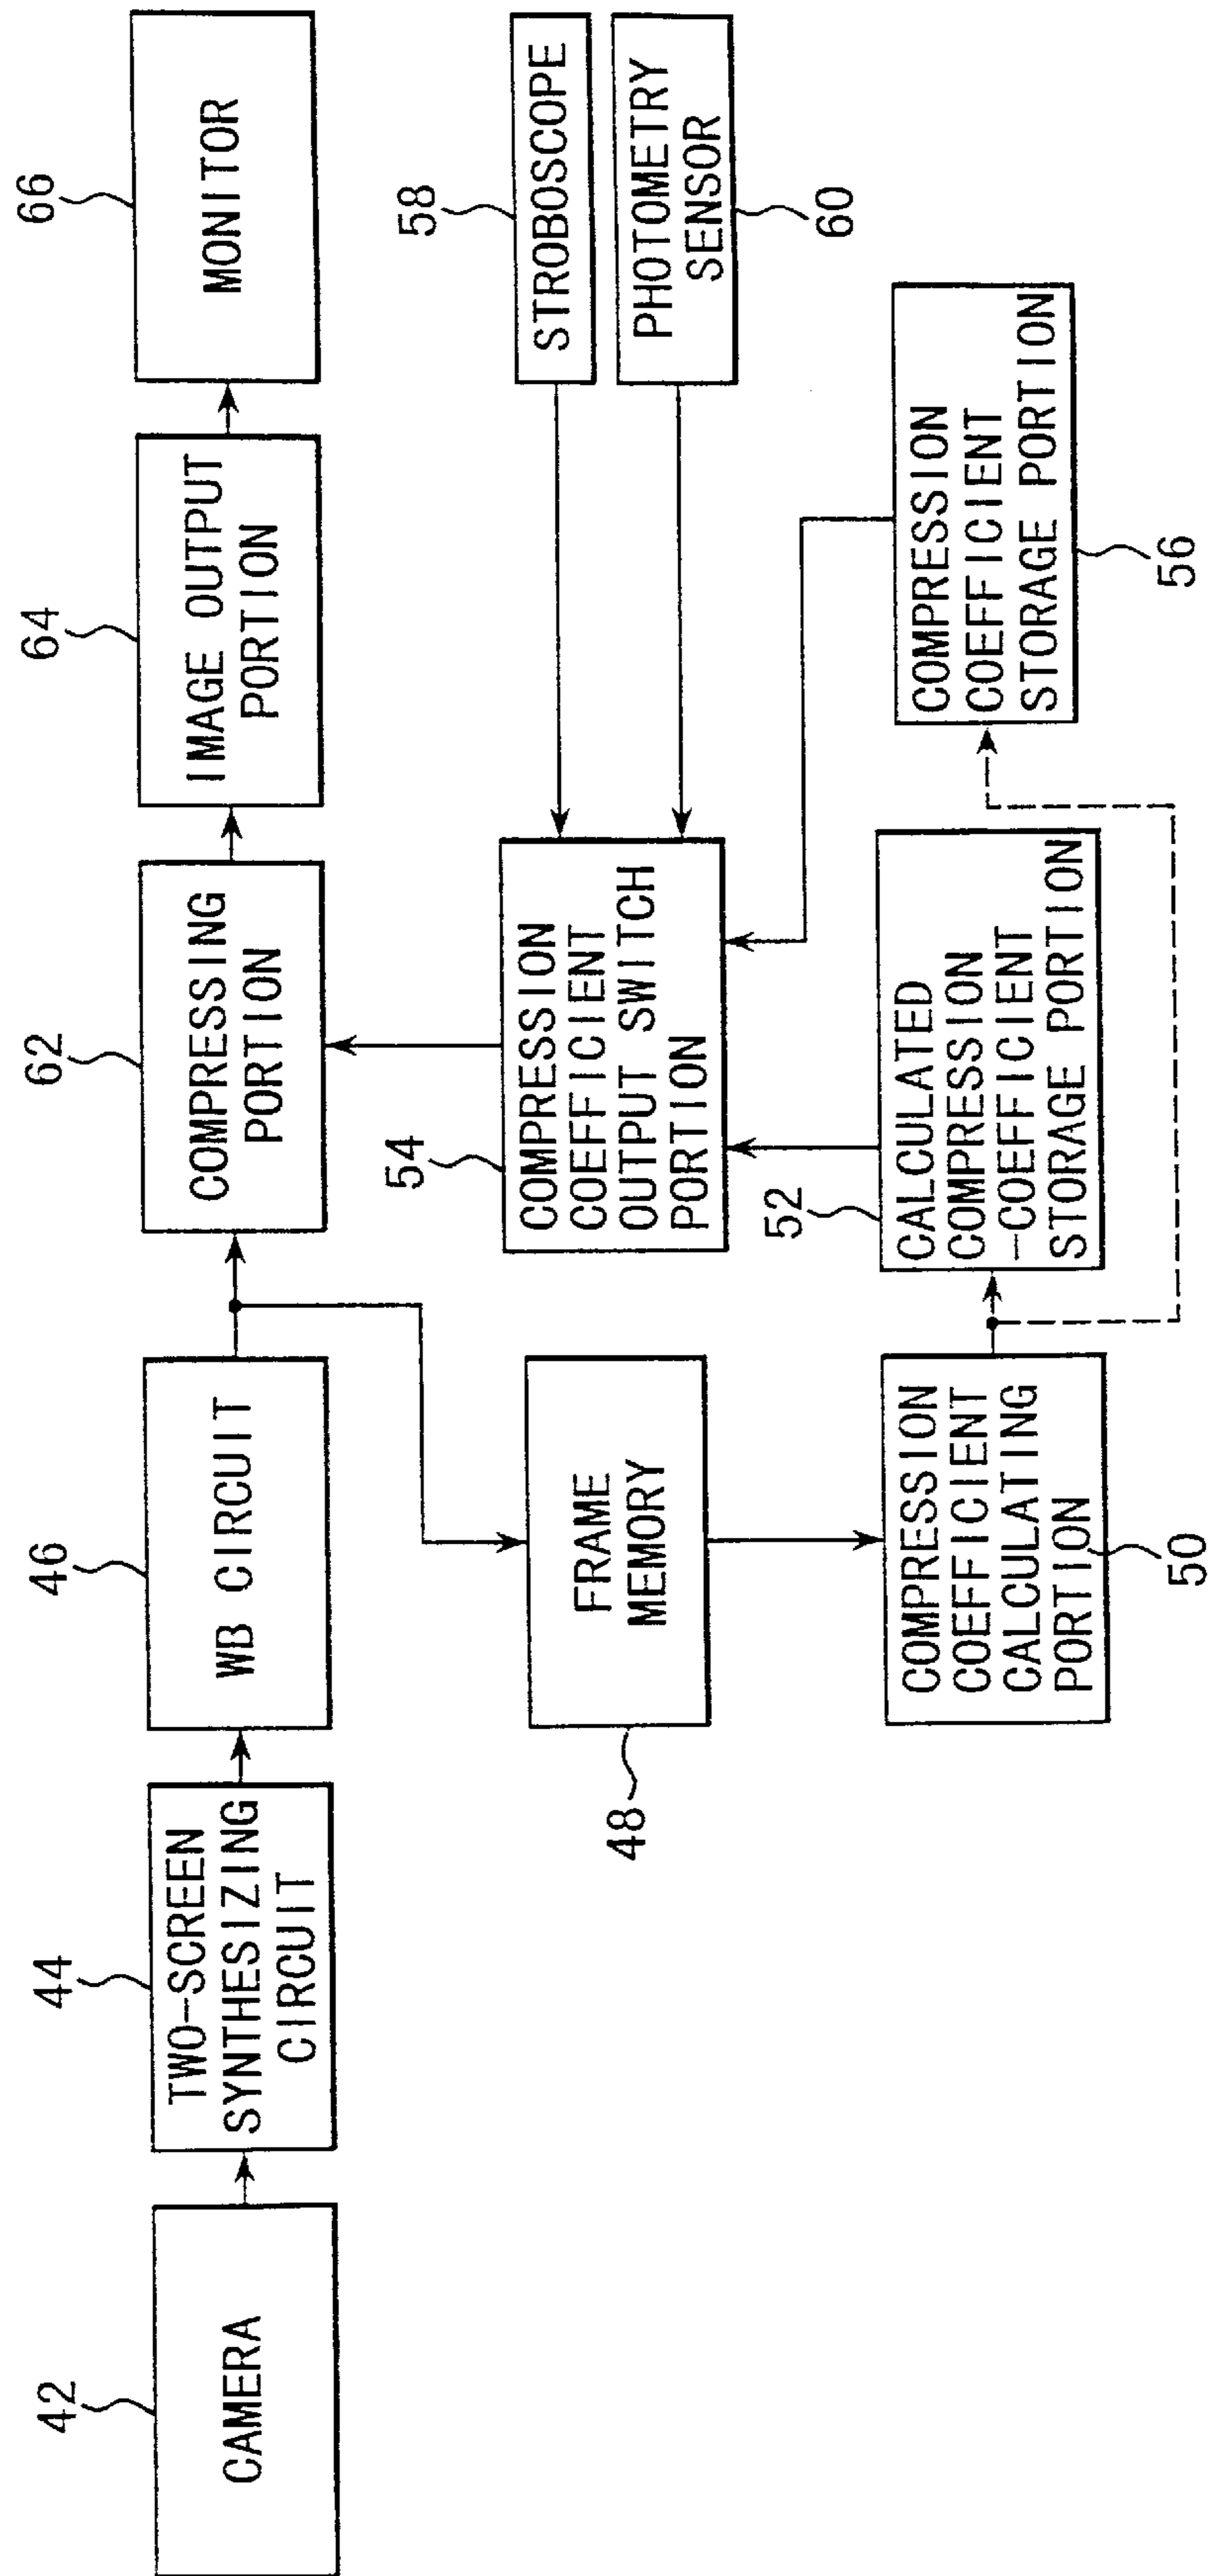 42
CAMERA
44
TWO-SCREEN
SYNTHESIZING
CIRCUIT
46
WB CIRCUIT
62
COMPRESSING
PORTION
64
IMAGE OUTPUT
PORTION
66
MONITOR
48
FRAME
MEMORY
54
COMPRESSION
COEFFICIENT
OUTPUT SWITCH
PORTION
58
STROBOSCOPE
PHOTOMETRY
SENSOR
60
COMPRESSION
COEFFICIENT
CALCULATING
PORTION
50
52
CALCULATED
COMPRESSION
-COEFFICIENT
STORAGE PORTION
COMPRESSION
COEFFICIENT
STORAGE PORTION
56